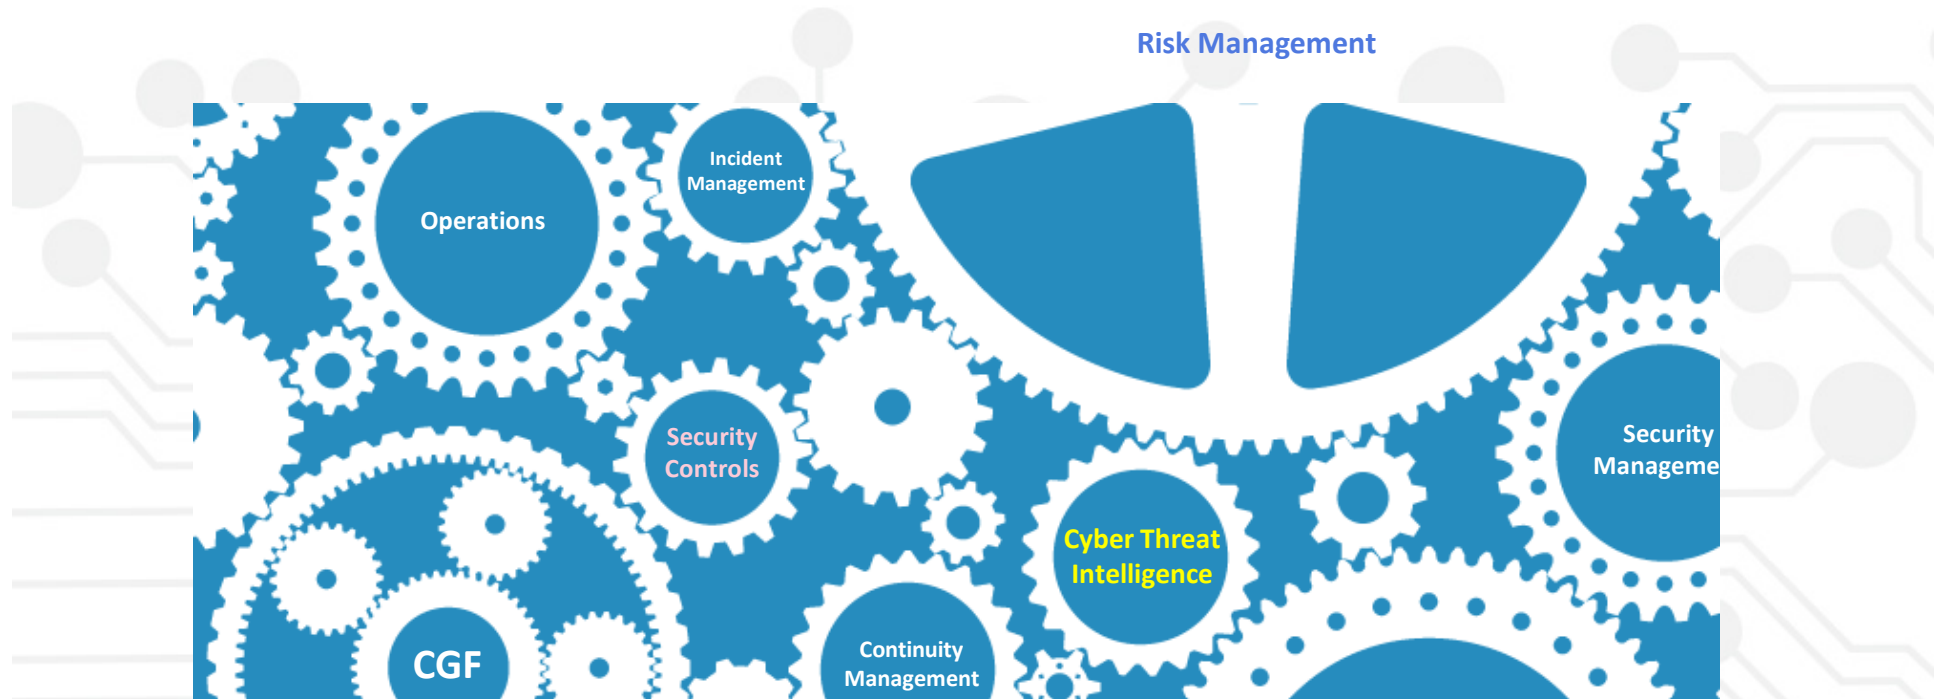 Risk Management
Incident
Management
Operations
Security
Controls
Security
Manageme
Cyber Threat
Intelligence
CGF
Continuity
Management